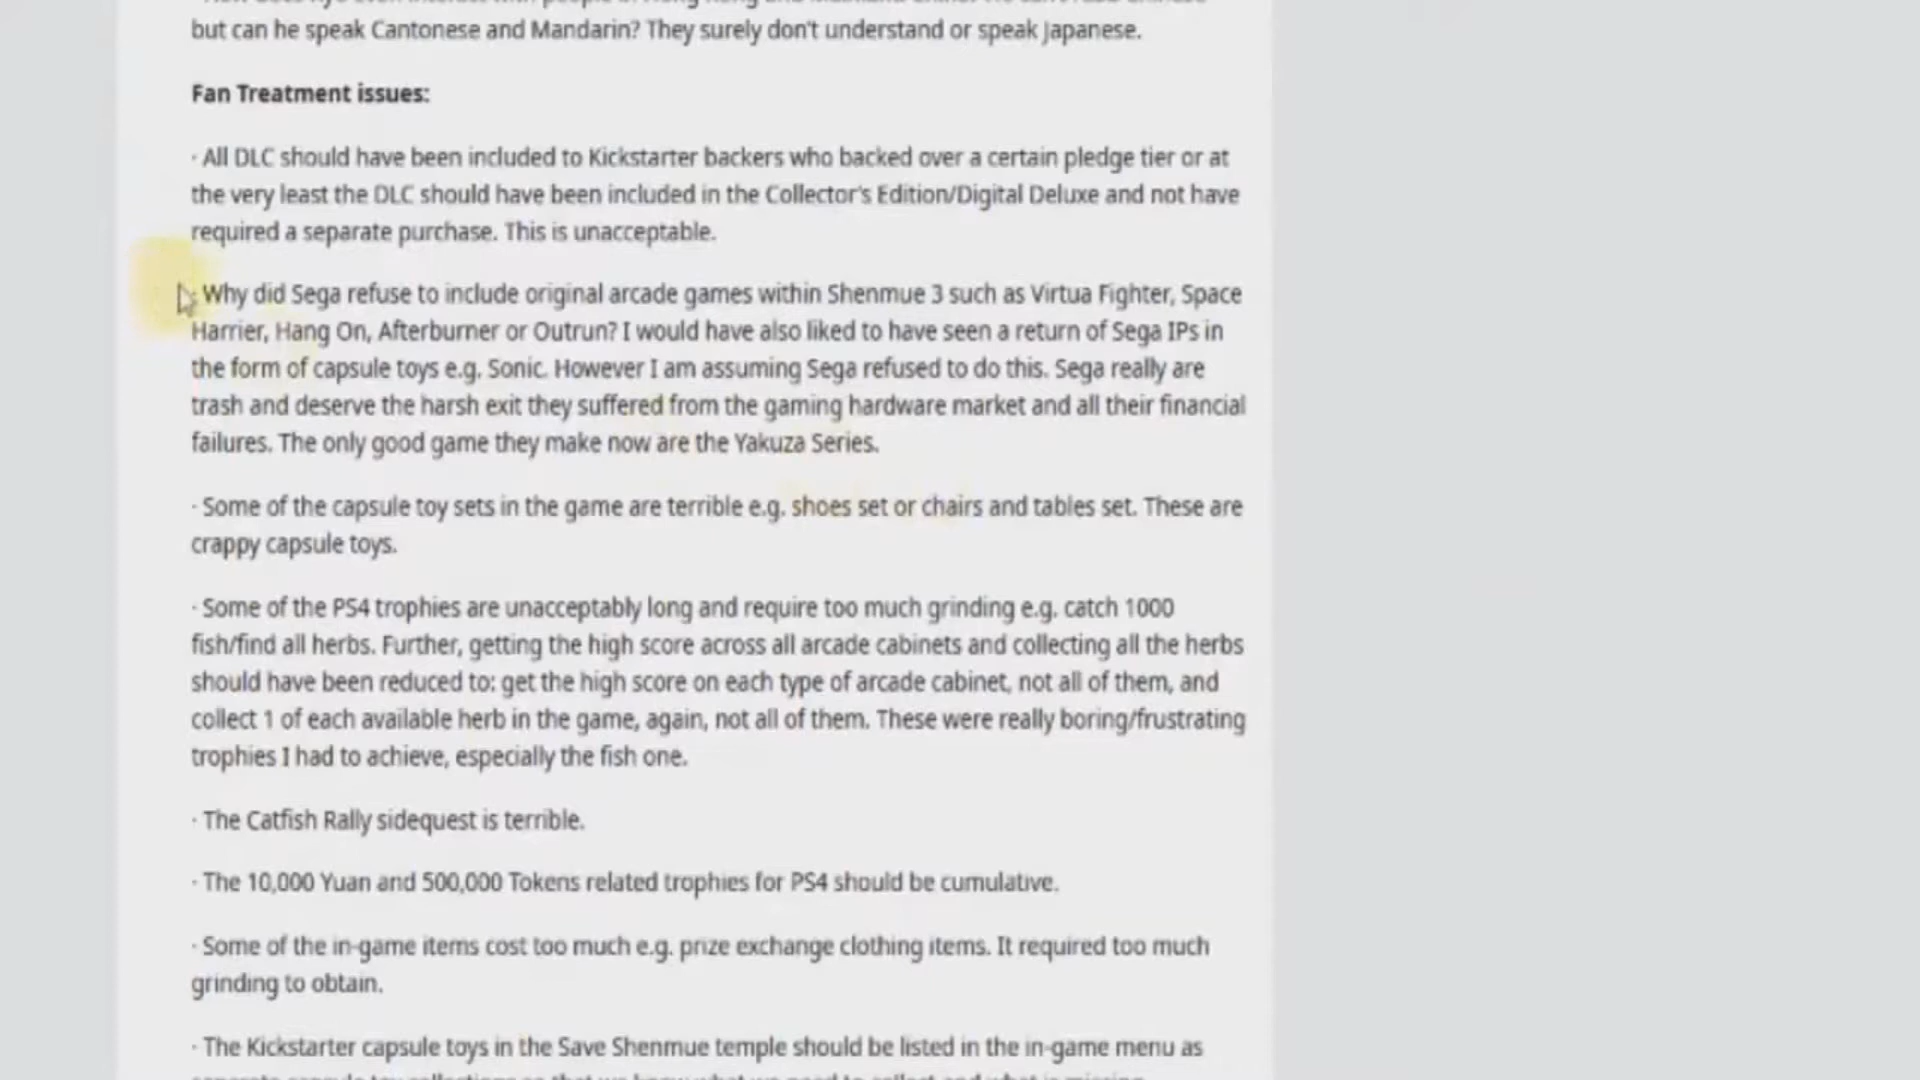 but can he speak Cantonese and Mandarin? They surely don't understand or speak Japanese.
Fan Treatment issues:
· All DLC should have been included to Kickstarter backers who backed over a certain pledge tier or at
the very least the DLC should have been included in the Collector's Edition/Digital Deluxe and not have
required a separate purchase. This is unacceptable.
· Why did Sega refuse to include original arcade games within Shenmue 3 such as Virtua Fighter, Space
Harrier, Hang On, Afterburner or Outrun? I would have also liked to have seen a return of Sega IPs in
the form of capsule toys e.g. Sonic. However I am assuming Sega refused to do this. Sega really are
trash and deserve the harsh exit they suffered from the gaming hardware market and all their financial
failures. The only good game they make now are the Yakuza Series.
· Some of the capsule toy sets in the game are terrible e.g. shoes set or chairs and tables set. These are
crappy capsule toys.
· Some of the PS4 trophies are unacceptably long and require too much grinding e.g. catch 1000
fish/find all herbs. Further, getting the high score across all arcade cabinets and collecting all the herbs
should have been reduced to: get the high score on each type of arcade cabinet, not all of them, and
collect 1 of each available herb in the game, again, not all of them. These were really boring/frustrating
trophies I had to achieve, especially the fish one.
· The Catfish Rally sidequest is terrible.
· The 10,000 Yuan and 500,000 Tokens related trophies for PS4 should be cumulative.
· Some of the in-game items cost too much e.g. prize exchange clothing items. It required too much
grinding to obtain.
· The Kickstarter capsule toys in the Save Shenmue temple should be listed in the in-game menu as